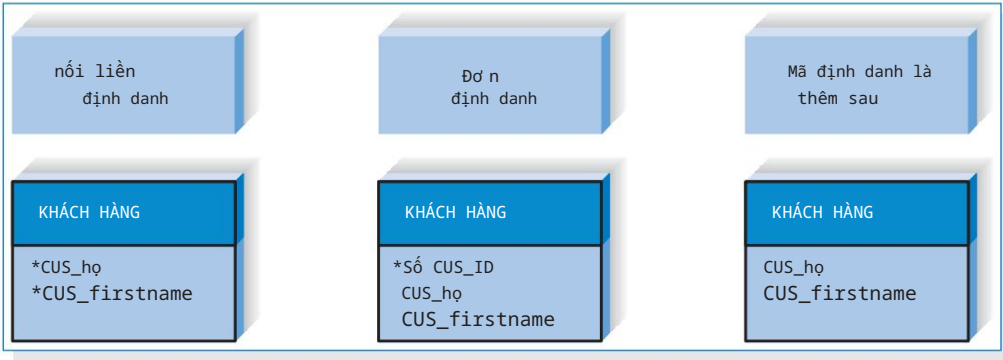 nối liền
định danh
Đơn
định danh
Mã định danh là
thêm sau
KHÁCH HÀNG
*CUS_họ
*CUS_firstname
KHÁCH HÀNG
*Số CUS_ID
CUS_họ
CUS_firstname
KHÁCH HÀNG
CUS_họ
CUS_firstname